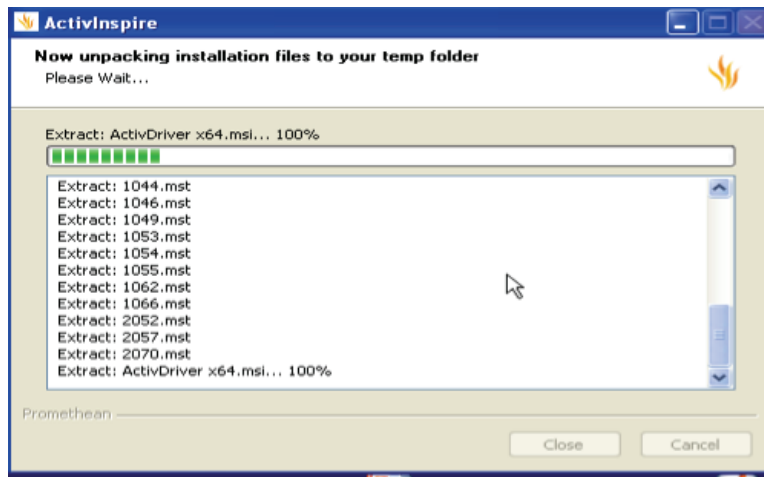 ActivInspire
Now unpacking installation files to your temp folder
Please Wait...
Extract: ActivDriver x64.msi... 100%
Extract: 1044.mst
Extract: 1046.mst
Extract: 1049.mst
Extract: 1053.mst
Extract: 1054.mst
Extract: 1055.mst
Extract: 1062.mst
Extract: 1066.mst
Extract: 2052.mst
Extract: 2057.mst
Extract: 2070.mst
Extract: ActivDriver x64.msi... 100%
Promethean
Close Cancel